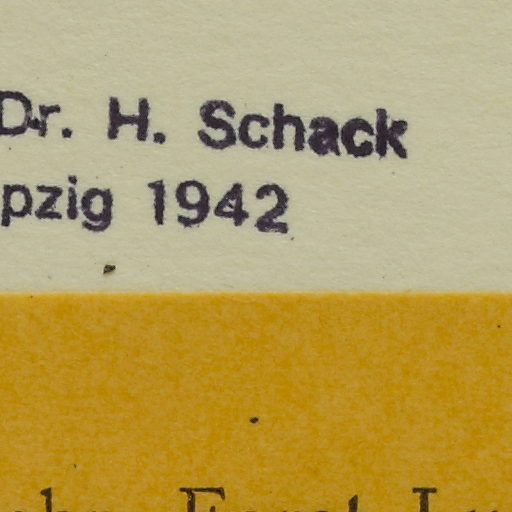 Dr. H. Schack
pzig 1942